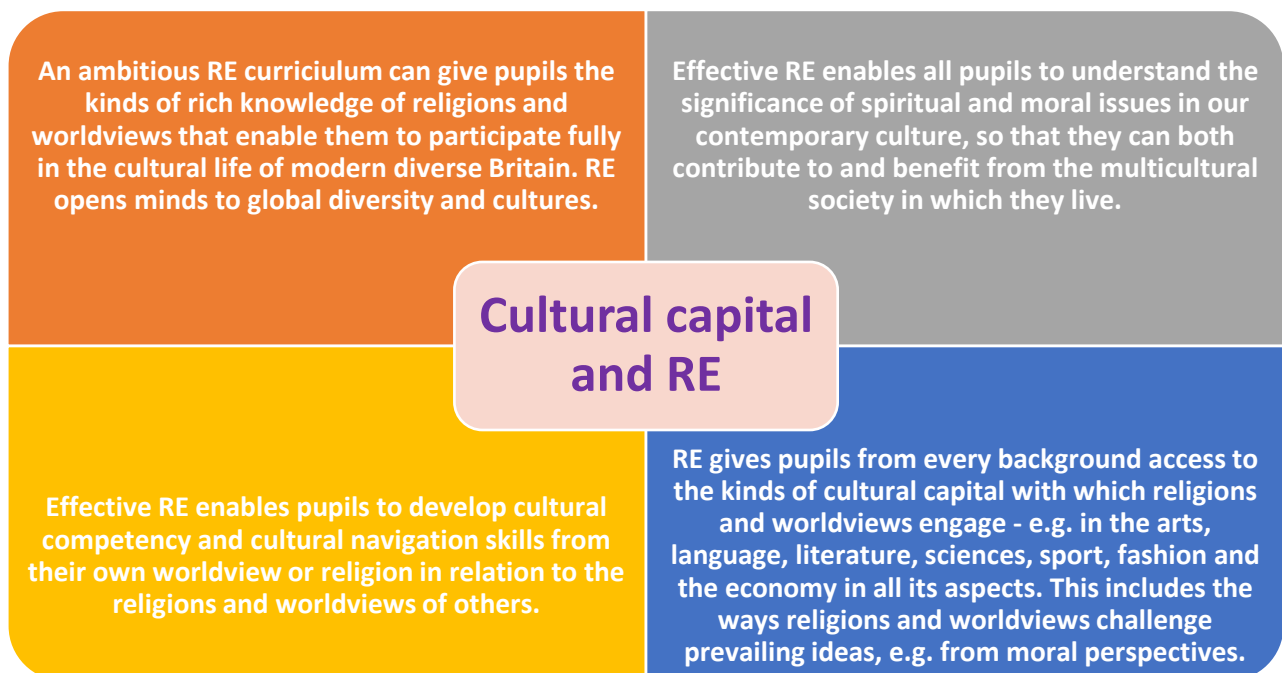 An ambitious RE curriciulum can give pupils the
kinds of rich knowledge of religions and
worldviews that enable them to participate fully
in the cultural life of modern diverse Britain. RE
opens minds to global diversity and cultures.
Effective RE enables all pupils to understand the
significance of spiritual and moral issues in our
contemporary culture, so that they can both
contribute to and benefit from the multicultural
society in which they live.
Cultural capital
and RE
Effective RE enables pupils to develop cultural
competency and cultural navigation skills from
their own worldview or religion in relation to the
religions and worldviews of others.
RE gives pupils from every background access to
the kinds of cultural capital with which religions
and worldviews engage - e.g. in the arts,
language, literature, sciences, sport, fashion and
the economy in all its aspects. This includes the
ways religions and worldviews challenge
prevailing ideas, e.g. from moral perspectives.